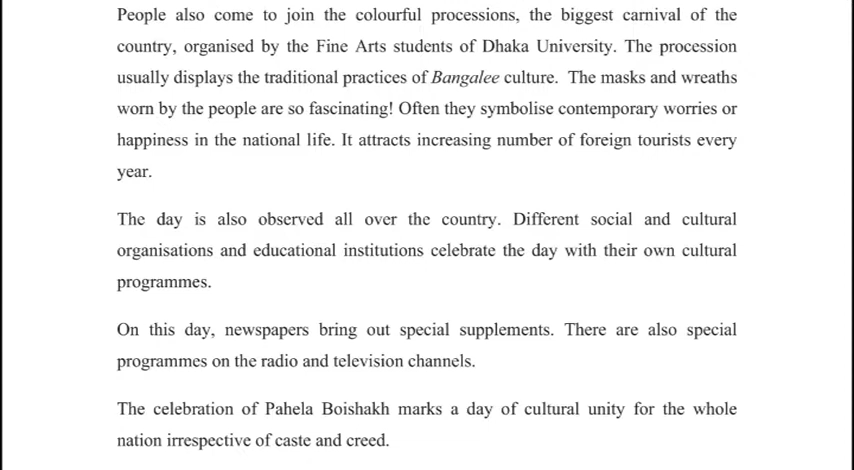 People also come to join the colourful processions, the biggest carnival of the
country, organised by the Fine Arts students of Dhaka University. The procession
usually displays the traditional practices of Bangalee culture.  The masks and wreaths
worn by the people are so fascinating! Often they symbolise contemporary worries or
happiness in the national life. It attracts increasing number of foreign tourists every
year.
The day is also observed all over the country. Different social and cultural
organisations and educational institutions celebrate the day with their own cultural
programmes.
On this day, newspapers bring out special supplements. There are also special
programmes on the radio and television channels.
The celebration of Pahela Boishakh marks a day of cultural unity for the whole
nation irrespective of caste and creed.